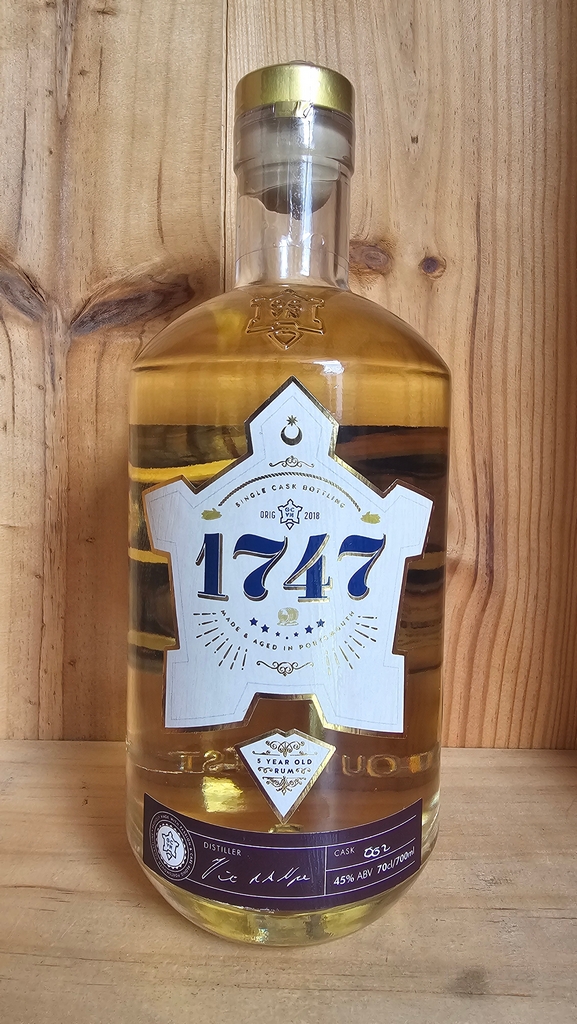 SINGLE CASK BOTTLING
ORIG 2018
1747
MADE & AGED IN PORTSMOUTH
5 YEAR OLD
RUM
DISTILLER
CASK
45% ABV 70cl/700ml